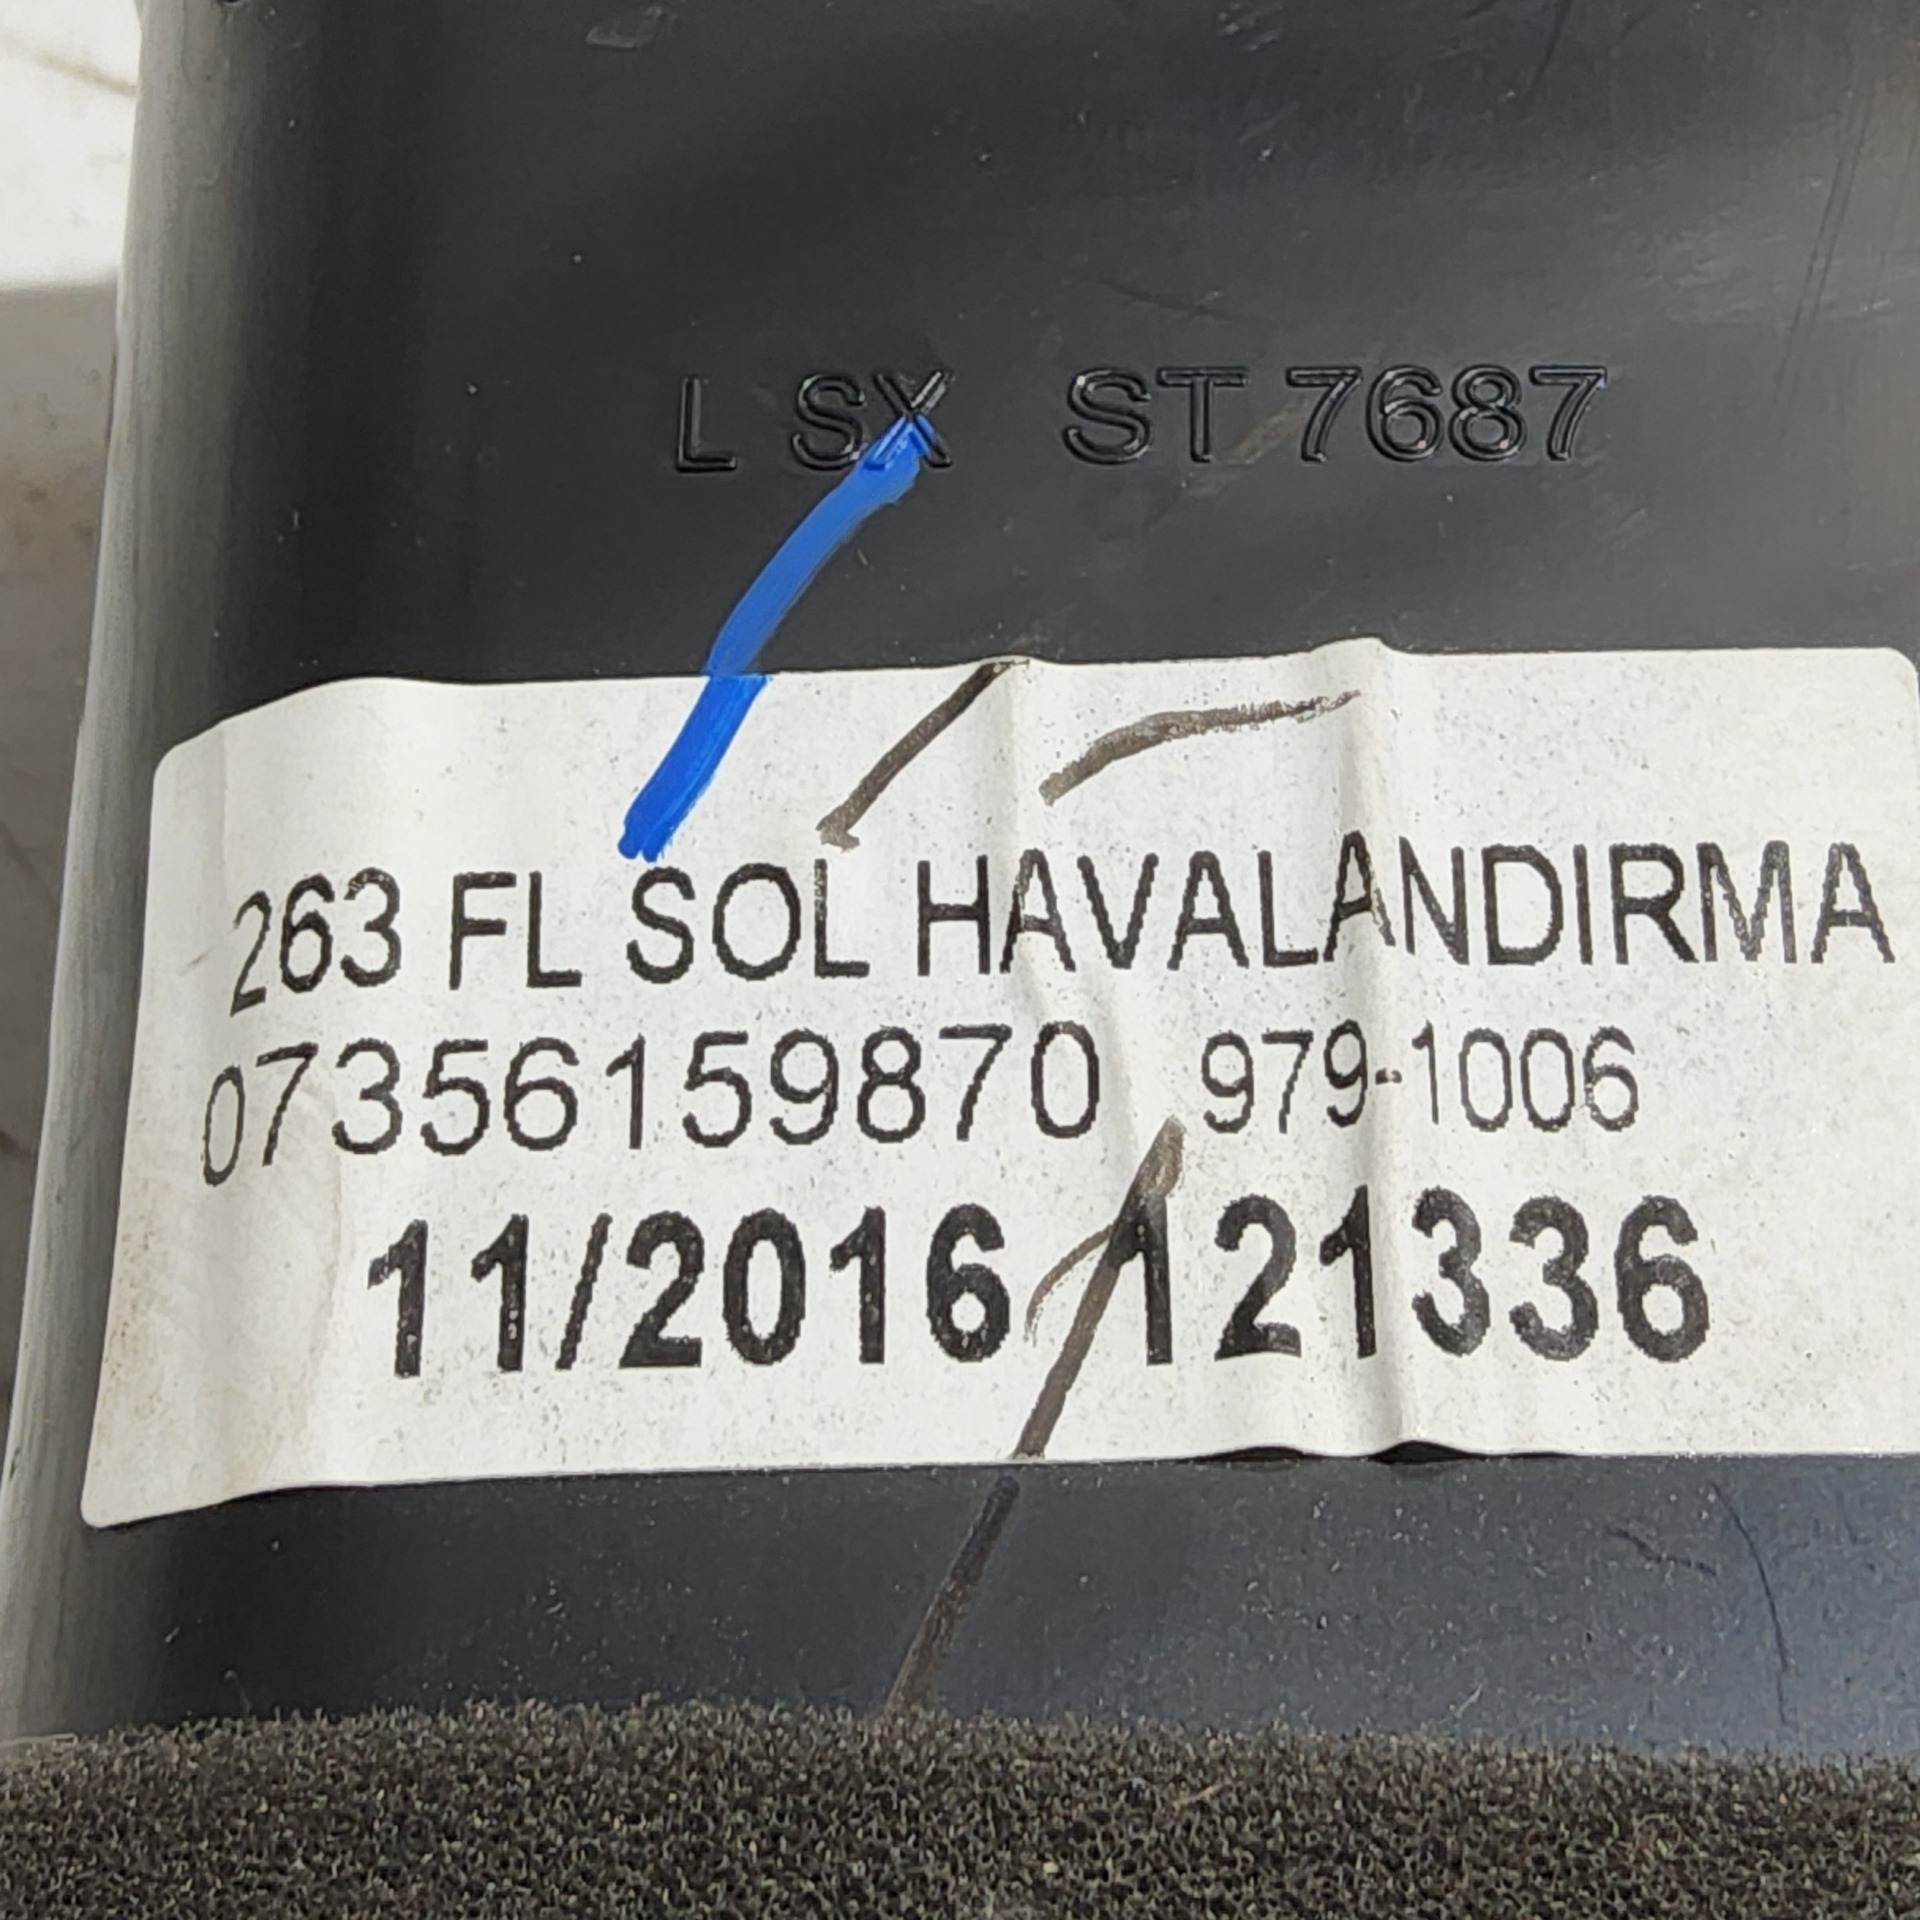 L SX ST 7687
263 FL SOL HAVALANDIRMA
07356159870 979-1006
11/2016 121336